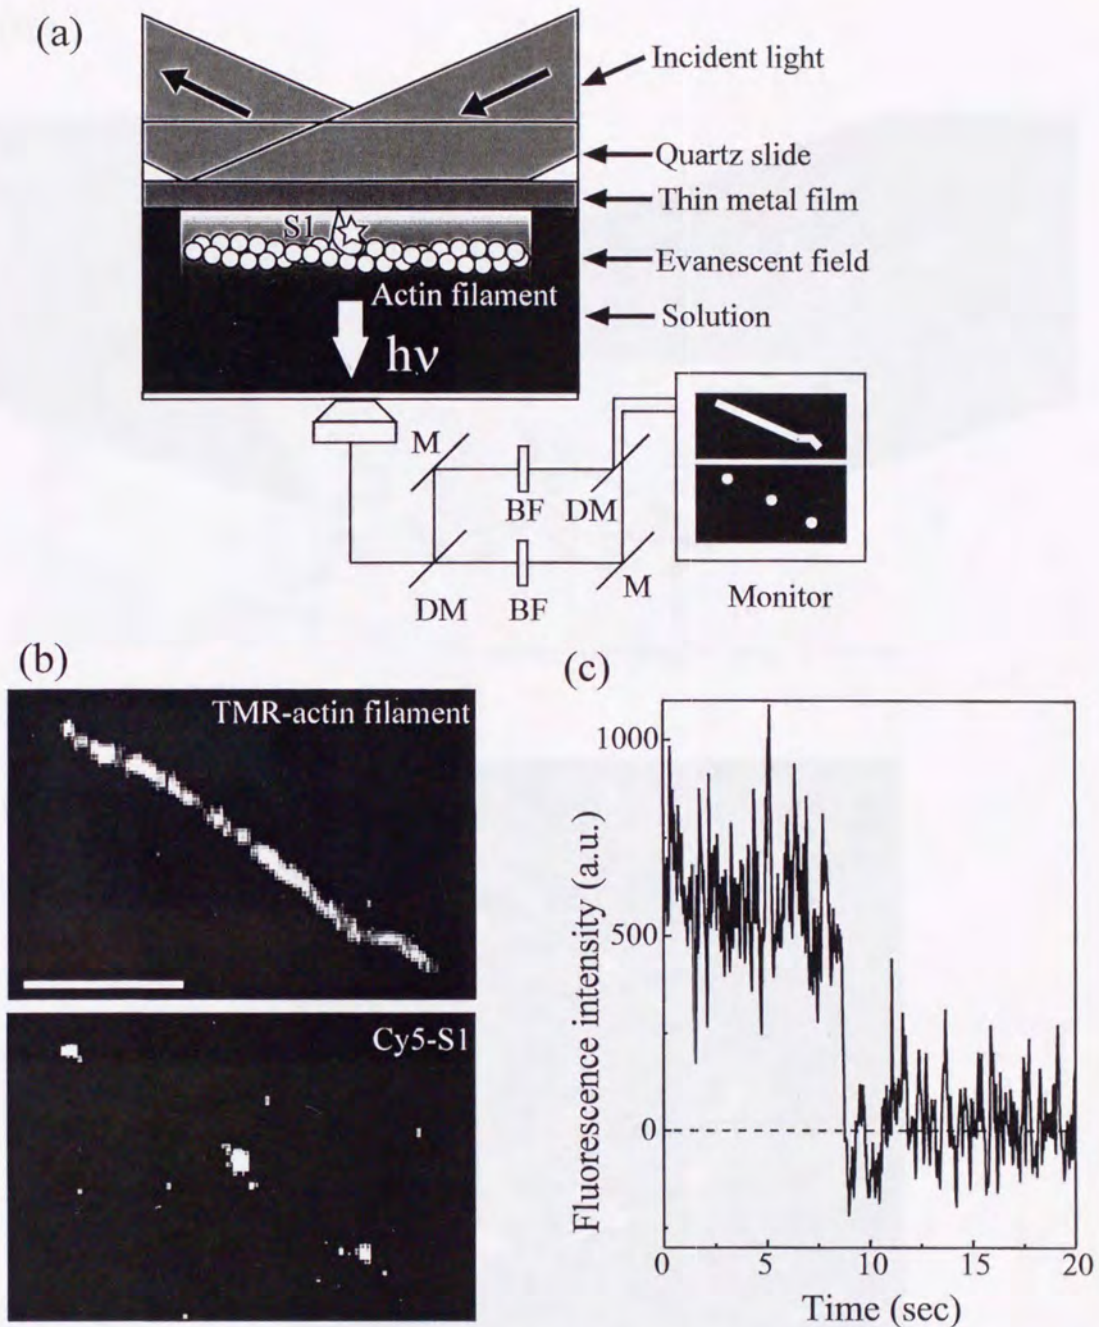 (a)
Incident light
Quartz slide
Thin metal film
S1
Evanescent field
Actin filament
Solution
hν
M
BF
DM
DM
BF
M
Monitor
(b)
TMR-actin filament
Cy5-S1
(c)
Fluorescence intensity (a.u.)
1000
500
0
0
5
10
15
20
Time (sec)